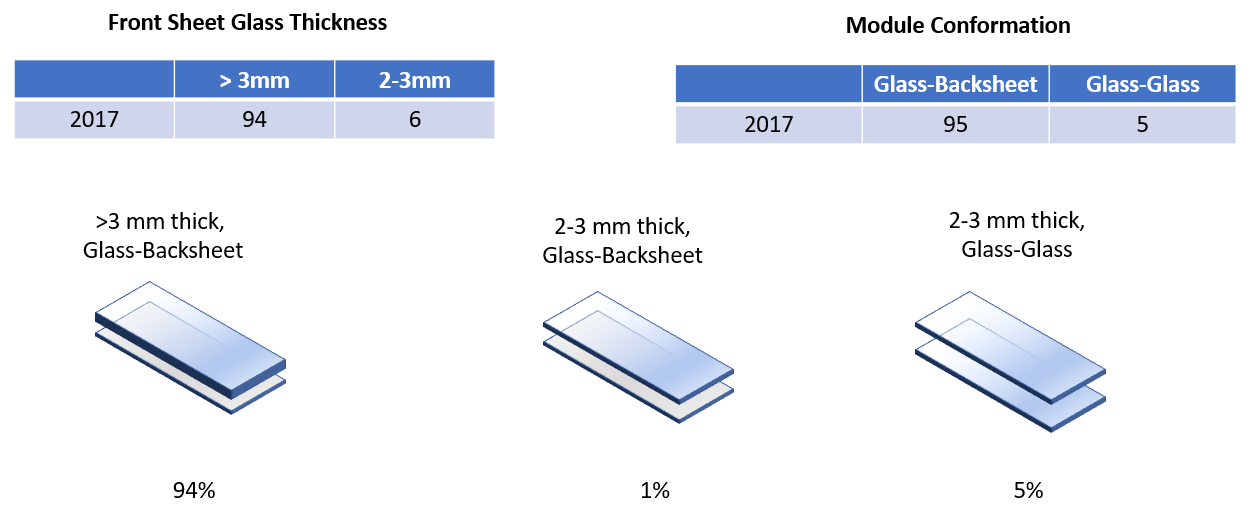 Front Sheet Glass Thickness
> 3mm 2-3mm
2017 94 6
Module Conformation
Glass-Backsheet Glass-Glass
2017 95 5
>3 mm thick,
Glass-Backsheet
2-3 mm thick,
Glass-Backsheet
2-3 mm thick,
Glass-Glass
94%
1%
5%